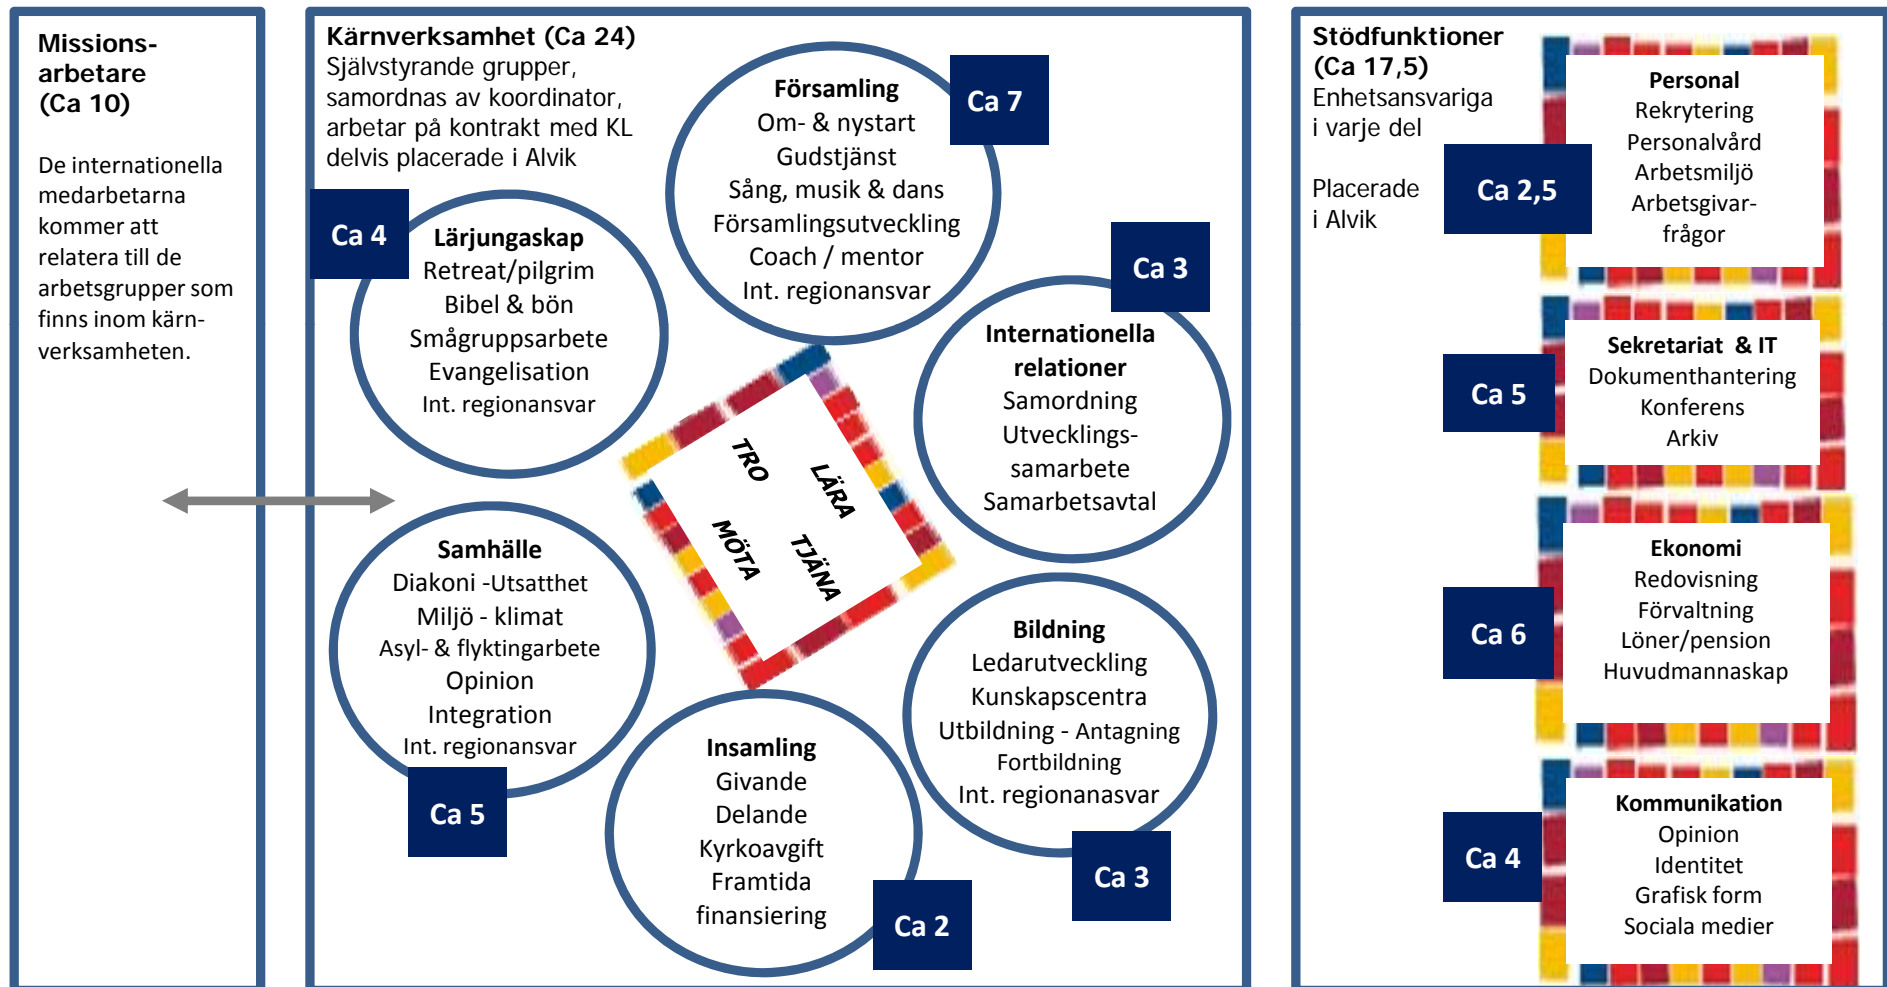 Missions-
arbetare
(Ca 10)
De internationella
medarbetarna
kommer att
relatera till de
arbetsgrupper som
finns inom kärn-
verksamheten.
Kärnverksamhet (Ca 24)
Självstyrande grupper,
samordnas av koordinator,
arbetar på kontrakt med KL
delvis placerade i Alvik
Församling
Om- & nystart
Gudstjänst
Sång, musik & dans
Församlingsutveckling
Coach / mentor
Int. regionansvar
Ca 7
Ca 4
Lärjungaskap
Retreat/pilgrim
Bibel & bön
Smågruppsarbete
Evangelisation
Int. regionansvar
Ca 3
Internationella
relationer
Samordning
Utvecklings-
samarbete
Samarbetsavtal
TRO
LÄRA
MÖTA
TJÄNA
Samhälle
Diakoni -Utsatthet
Miljö - klimat
Asyl- & flyktingarbete
Opinion
Integration
Int. regionansvar
Ca 5
Bildning
Ledarutveckling
Kunskapscentra
Utbildning - Antagning
Fortbildning
Int. regionanasvar
Ca 3
Insamling
Givande
Delande
Kyrkoavgift
Framtida
finansiering
Ca 2
Stödfunktioner
(Ca 17,5)
Enhetsansvariga
i varje del
Placerade
i Alvik
Personal
Rekrytering
Personalvård
Arbetsmiljö
Arbetsgivar-
frågor
Ca 2,5
Sekretariat & IT
Dokumenthantering
Konferens
Arkiv
Ca 5
Ekonomi
Redovisning
Förvaltning
Löner/pension
Huvudmannaskap
Ca 6
Kommunikation
Opinion
Identitet
Grafisk form
Sociala medier
Ca 4